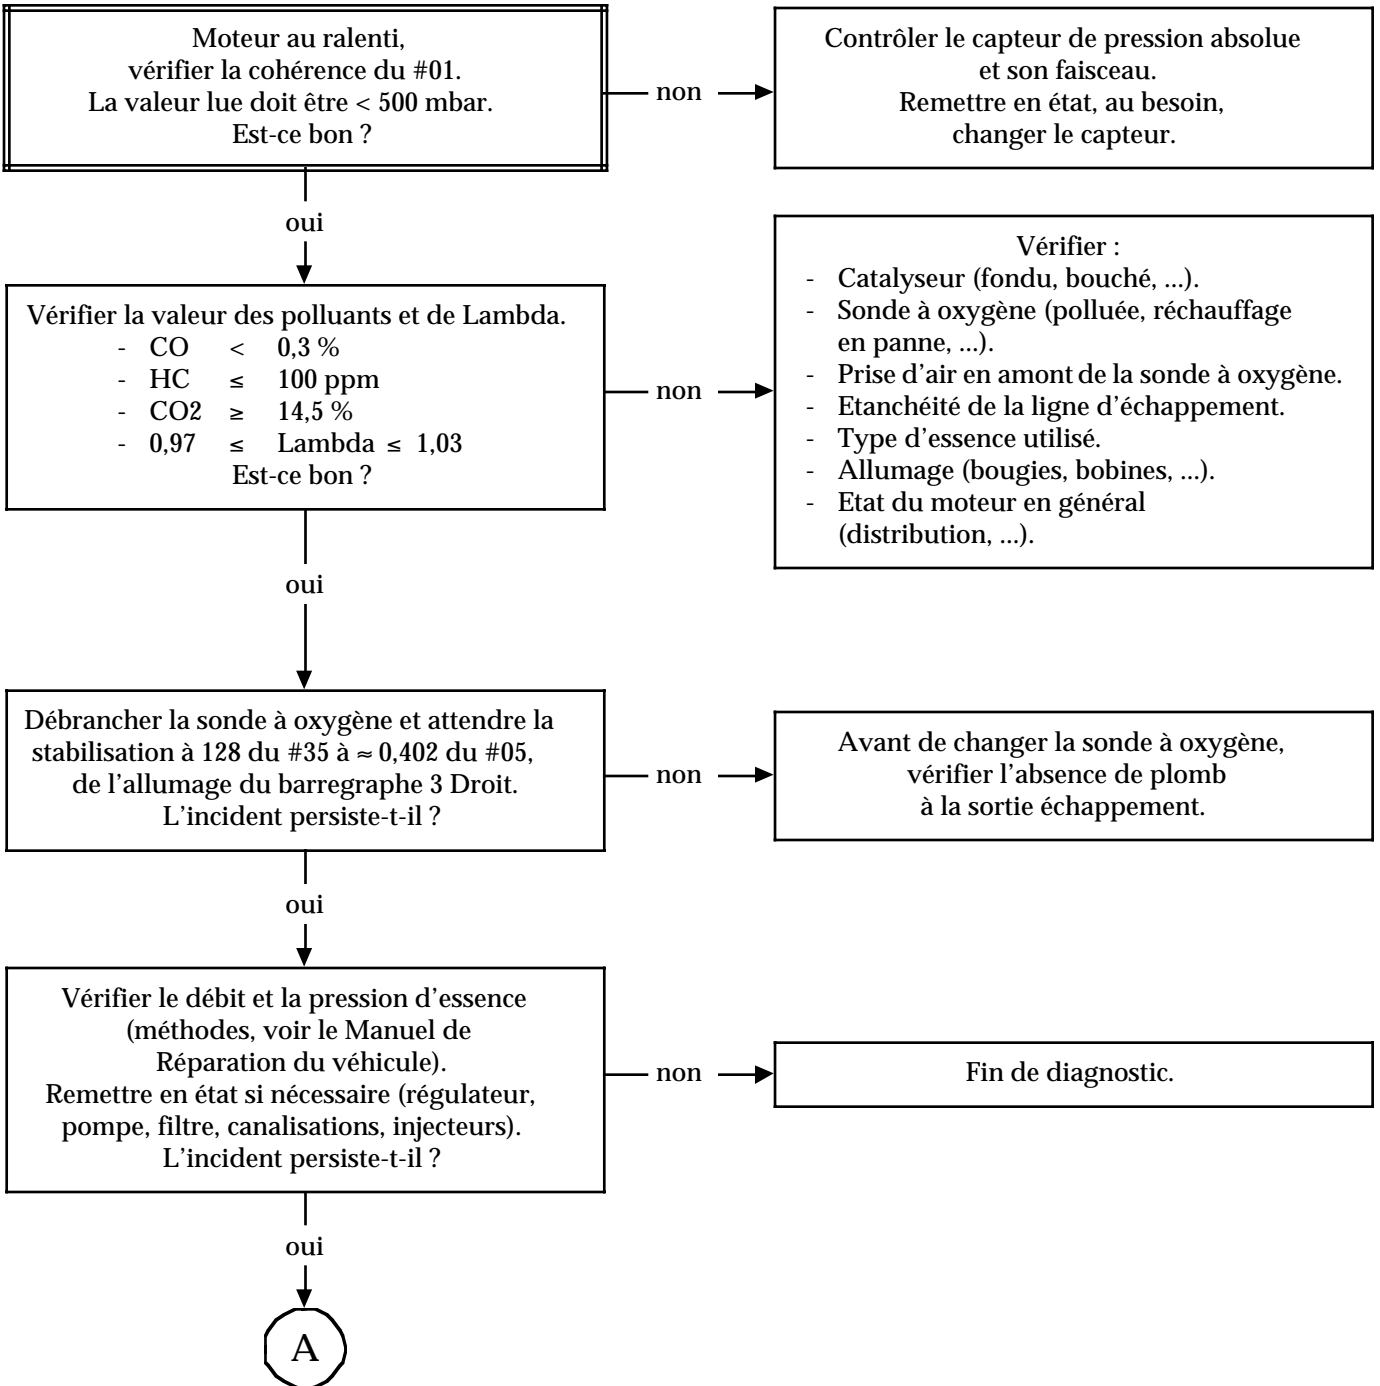 Moteur au ralenti,
vérifier la cohérence du #01.
La valeur lue doit être < 500 mbar.
Est-ce bon ?
non
Contrôler le capteur de pression absolue
et son faisceau.
Remettre en état, au besoin,
changer le capteur.
oui
Vérifier la valeur des polluants et de Lambda.
- CO < 0,3 %
- HC ≤ 100 ppm
- CO2 ≥ 14,5 %
- 0,97 ≤ Lambda ≤ 1,03
Est-ce bon ?
non
Vérifier :
- Catalyseur (fondu, bouché, ...).
- Sonde à oxygène (polluée, réchauffage
en panne, ...).
- Prise d'air en amont de la sonde à oxygène.
- Etanchéité de la ligne d'échappement.
- Type d'essence utilisé.
- Allumage (bougies, bobines, ...).
- Etat du moteur en général
(distribution, ...).
oui
Débrancher la sonde à oxygène et attendre la
stabilisation à 128 du #35 à ≈ 0,402 du #05,
de l'allumage du barregraphe 3 Droit.
L'incident persiste-t-il ?
non
Avant de changer la sonde à oxygène,
vérifier l'absence de plomb
à la sortie échappement.
oui
Vérifier le débit et la pression d'essence
(méthodes, voir le Manuel de
Réparation du véhicule).
Remettre en état si nécessaire (régulateur,
pompe, filtre, canalisations, injecteurs).
L'incident persiste-t-il ?
non
Fin de diagnostic.
oui
A